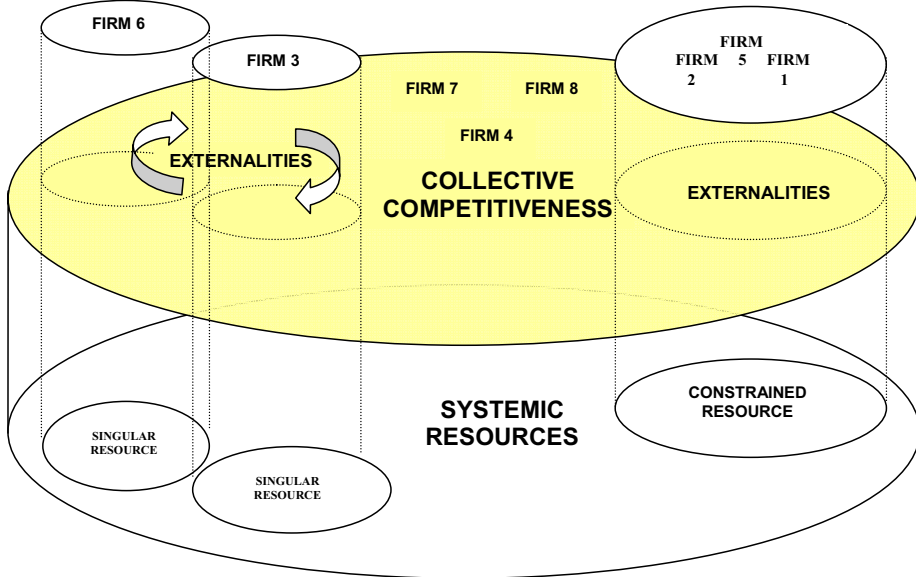 FIRM 6
FIRM 3
FIRM 7
FIRM 8
FIRM
FIRM 5 FIRM
2 1
FIRM 4
EXTERNALITIES
COLLECTIVE
COMPETITIVENESS
EXTERNALITIES
SYSTEMIC
RESOURCES
CONSTRAINED
RESOURCE
SINGULAR
RESOURCE
SINGULAR
RESOURCE